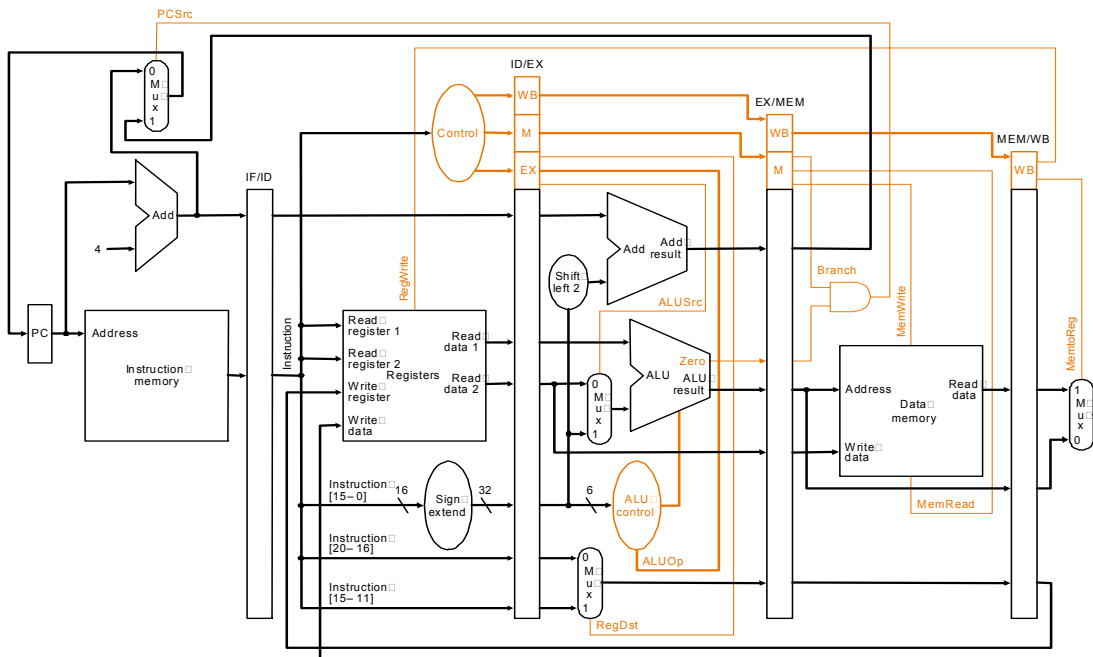 PCSrc
ID/EX
0
M
u
x
1
WB
EX/MEM
Control
M
WB
MEM/WB
EX
M
WB
IF/ID
Add
4
RegWrite
Add
Add
result
Shift
left 2
Branch
ALUSrc
MemWrite
MemtoReg
PC
Address
Instruction
memory
Instruction
Read
register 1
Read
register 2
Write
register
Write
data
Registers
Read
data 1
Read
data 2
0
M
u
x
1
Zero
ALU
ALU
result
Address
Read
data
Data
memory
Write
data
1
M
u
x
0
Instruction
[15–0]
16
Sign
extend
32
6
ALU
control
MemRead
Instruction
[20–16]
ALUOp
0
M
u
x
1
Instruction
[15–11]
RegDst